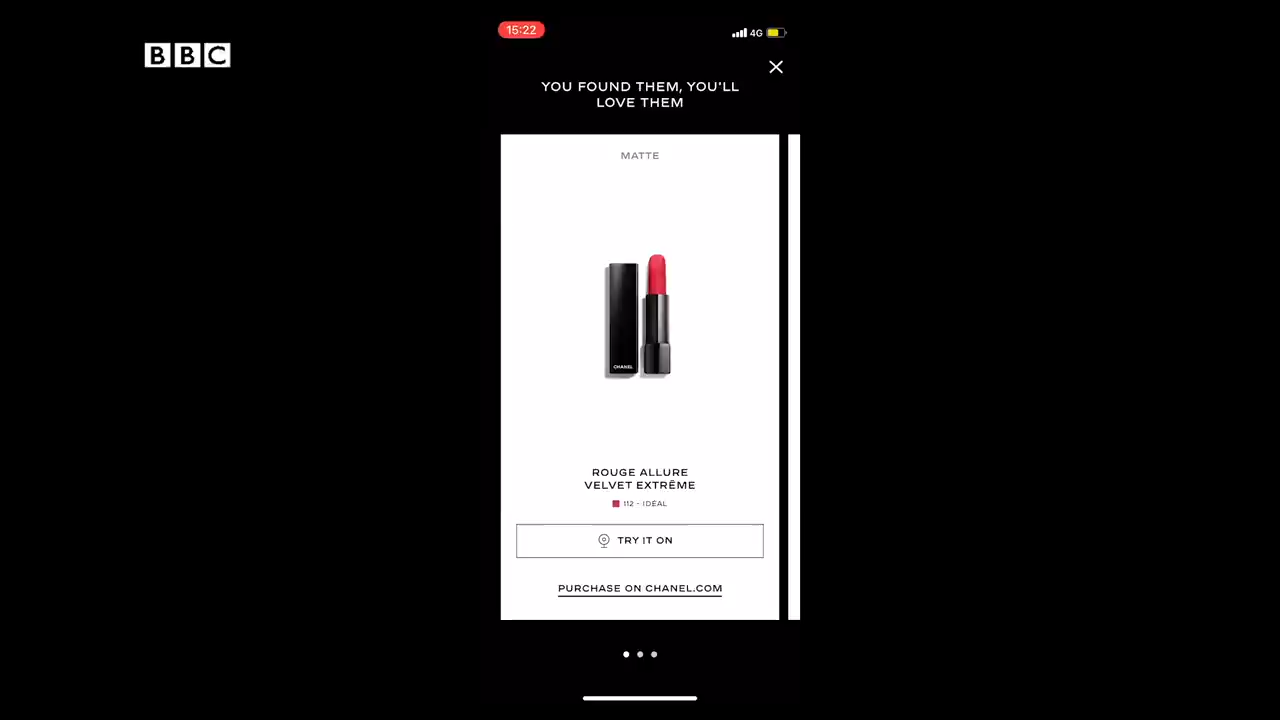 BBC
15:22
4G
YOU FOUND THEM, YOU'LL
LOVE THEM
MATTE
CHANEL
ROUGE ALLURE
VELVET EXTRÊME
112 - IDÉAL
TRY IT ON
PURCHASE ON CHANEL.COM